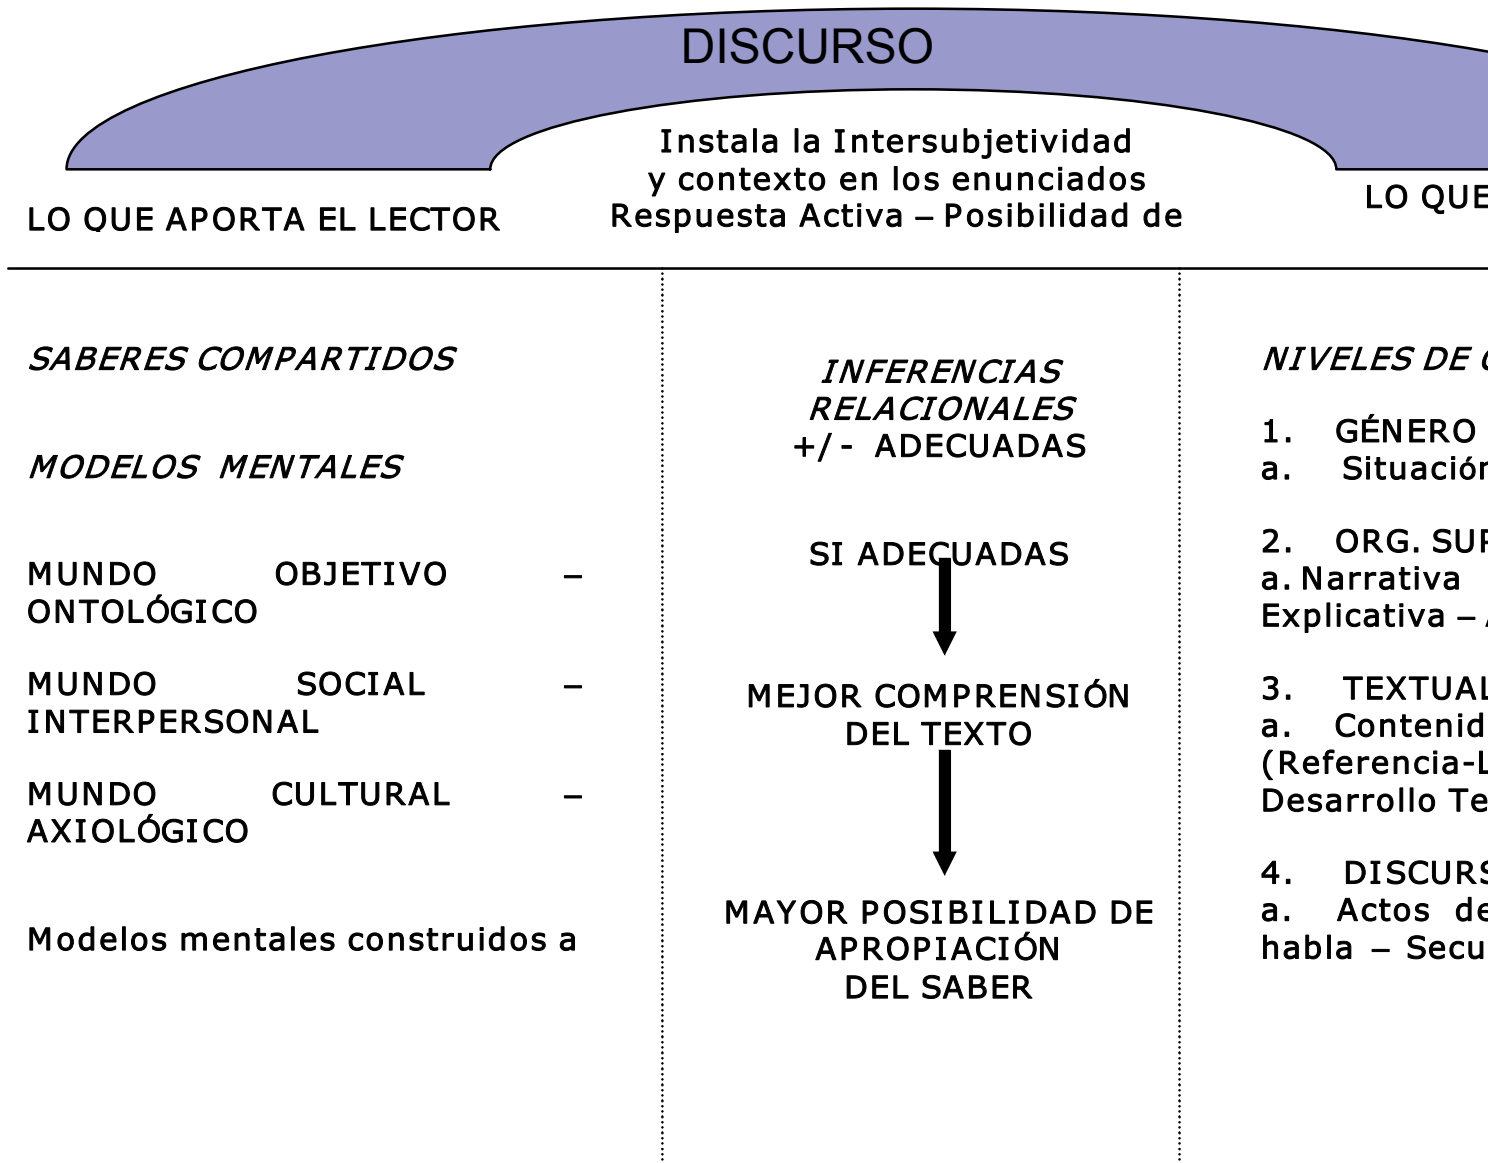 DISCURSO
Instala la Intersubjetividad
y contexto en los enunciados
Respuesta Activa – Posibilidad de
LO QUE APORTA EL LECTOR
LO QUE
SABERES COMPARTIDOS
MODELOS MENTALES
MUNDO OBJETIVO –
ONTOLÓGICO
MUNDO SOCIAL –
INTERPERSONAL
MUNDO CULTURAL –
AXIOLÓGICO
Modelos mentales construidos a
INFERENCIAS
RELACIONALES
+/- ADECUADAS
SI ADECUADAS
MEJOR COMPRENSIÓN
DEL TEXTO
MAYOR POSIBILIDAD DE
APROPIACIÓN
DEL SABER
NIVELES DE
1. GÉNERO
a. Situación
2. ORG. SUP
a. Narrativa
Explicativa –
3. TEXTUAL
a. Contenid
(Referencia-L
Desarrollo Te
4. DISCURS
a. Actos de
habla – Secu